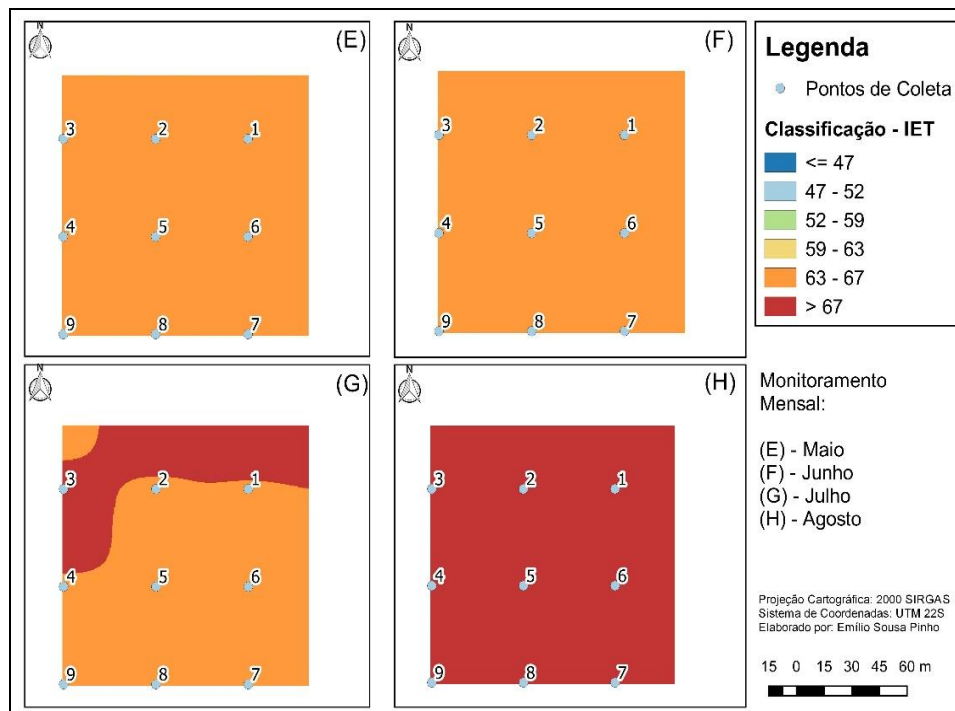 N
(E)
3 2 1
4 5 6
9 8 7
N
(F)
3 2 1
4 5 6
9 8 7
N
(G)
3 2 1
4 5 6
9 8 7
N
(H)
3 2 1
4 5 6
9 8 7
Legenda
Pontos de Coleta
Classificação - IET
<= 47
47 - 52
52 - 59
59 - 63
63 - 67
> 67
Monitoramento
Mensal:
(E) - Maio
(F) - Junho
(G) - Julho
(H) - Agosto
Projeção Cartográfica: 2000 SIRGAS
Sistema de Coordenadas: UTM 22S
Elaborado por: Emílio Sousa Pinho
15 0 15 30 45 60 m